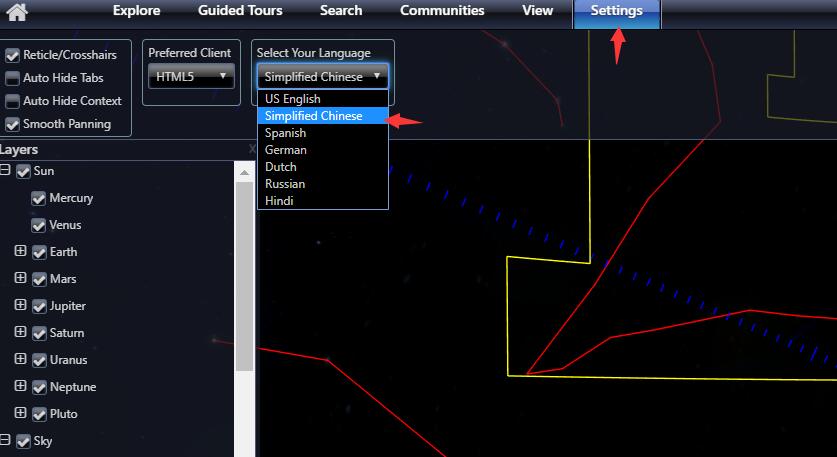 Explore Guided Tours Search Communities View Settings
Reticle/Crosshairs
Auto Hide Tabs
Auto Hide Context
Smooth Panning
Preferred Client
HTML5
Select Your Language
Simplified Chinese
US English
Simplified Chinese
Spanish
German
Dutch
Russian
Hindi
Layers X
Sun
Mercury
Venus
Earth
Mars
Jupiter
Saturn
Uranus
Neptune
Pluto
Sky